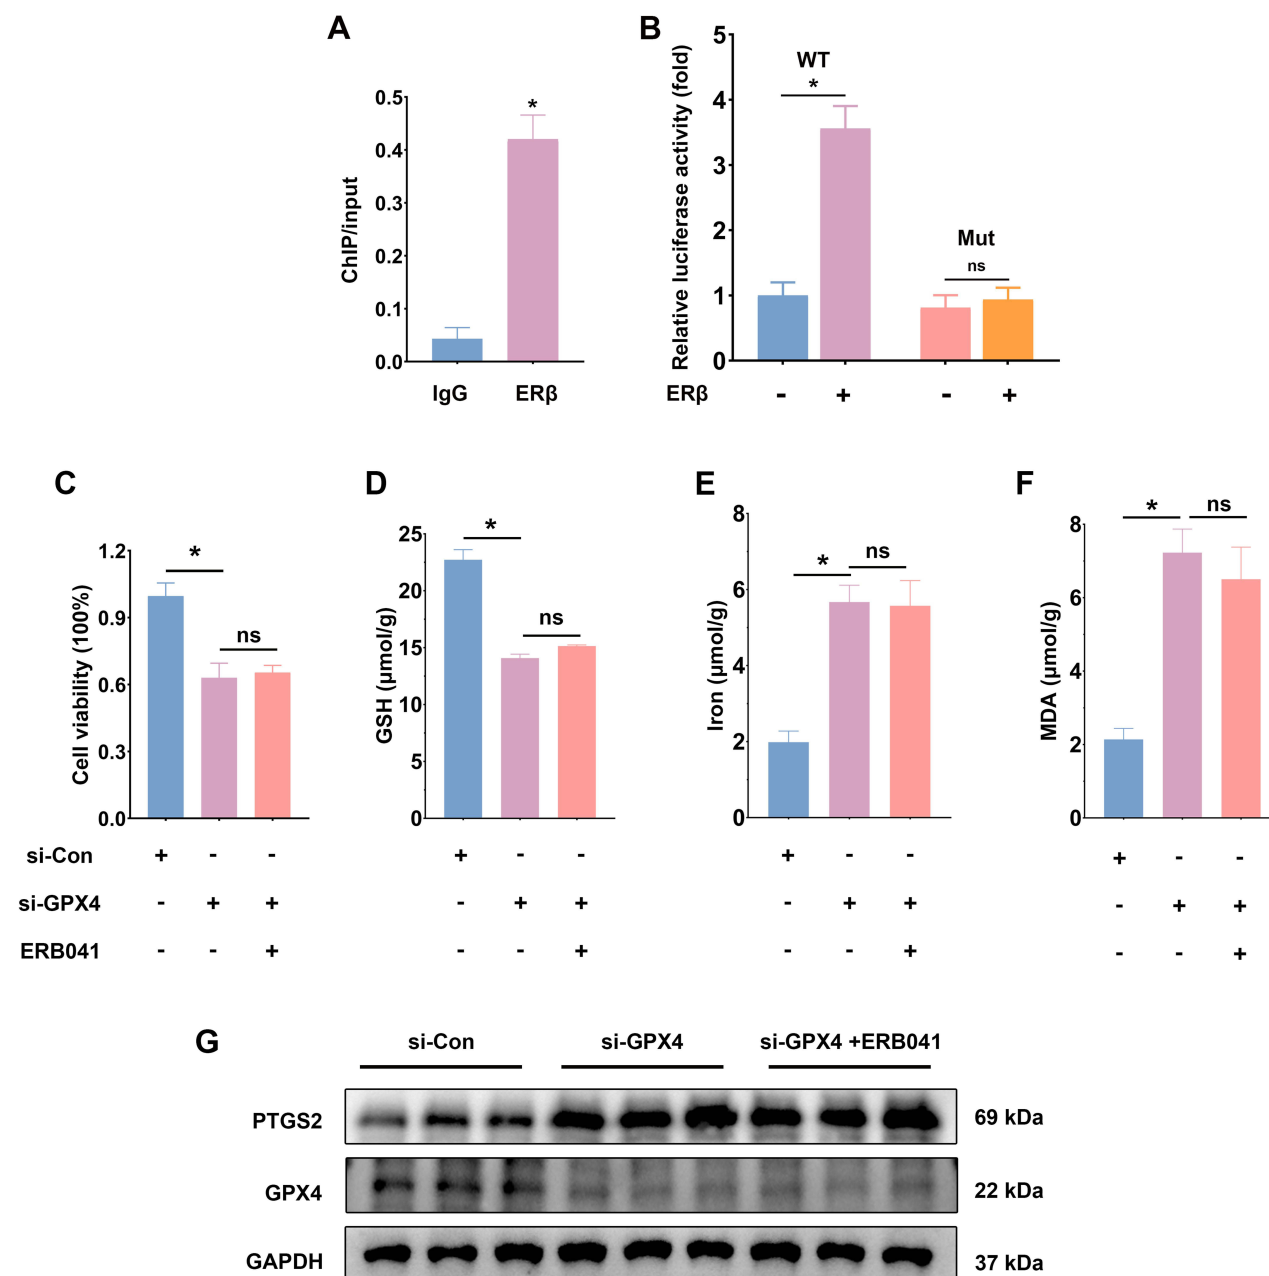 A
ChIP/input
0.5
0.4
0.3
0.2
0.1
0.0
*
IgG
ERβ
B
Relative luciferase activity (fold)
5
4
3
2
1
0
WT
*
Mut
ns
ERβ
- + - +
C
Cell viability (100%)
1.2
0.9
0.6
0.3
0.0
*
ns
D
GSH (μmol/g)
25
20
15
10
5
0
*
ns
E
Iron (μmol/g)
8
6
4
2
0
*
ns
F
MDA (μmol/g)
8
6
4
2
0
*
ns
si-Con + - - + - - + - - + - -
si-GPX4 - + + - + + - + + - + +
ERB041 - - + - - + - - + - - +
G
si-Con si-GPX4 si-GPX4 +ERB041
PTGS2 69 kDa
GPX4 22 kDa
GAPDH 37 kDa